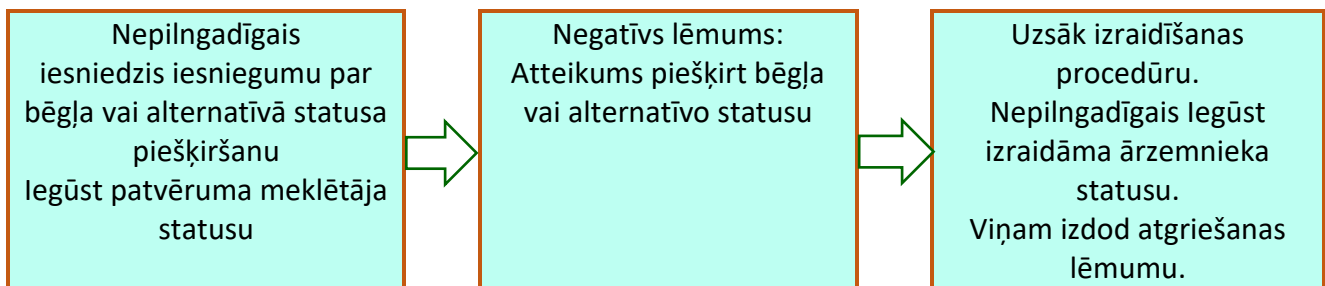 Nepilngadīgais
iesniedzis iesniegumu par
bēgļa vai alternatīvā statusa
piešķiršanu
Iegūst patvēruma meklētāja
statusu
Negatīvs lēmums:
Atteikums piešķirt bēgļa
vai alternatīvo statusu
Uzsāk izraidīšanas
procedūru.
Nepilngadīgais Iegūst
izraidāma ārzemnieka
statusu.
Viņam izdod atgriešanas
lēmumu.